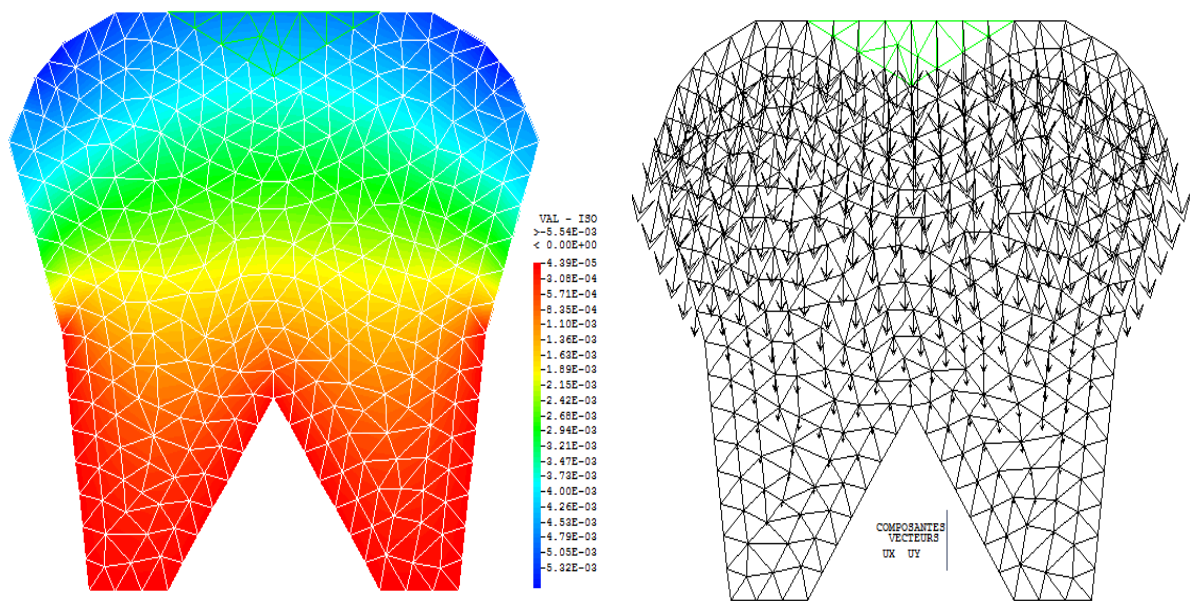 VAL - ISO
>-5.54E-03
< 0.00E+00
-4.39E-05
-3.08E-04
-5.71E-04
-8.35E-04
-1.10E-03
-1.36E-03
-1.63E-03
-1.89E-03
-2.15E-03
-2.42E-03
-2.68E-03
-2.94E-03
-3.21E-03
-3.47E-03
-3.73E-03
-4.00E-03
-4.26E-03
-4.53E-03
-4.79E-03
-5.05E-03
-5.32E-03
COMPOSANTES
VECTEURS
UX UY